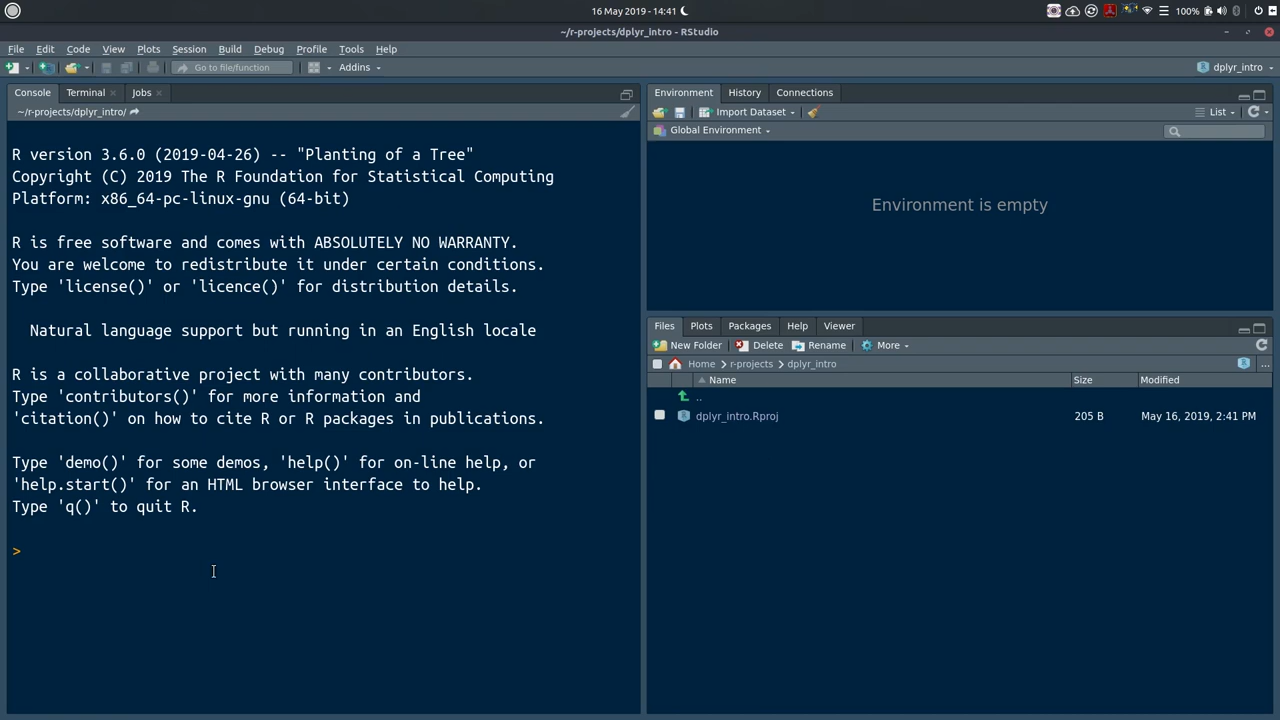 16 May 2019 - 14:41
100%
~/r-projects/dplyr_intro - RStudio
File Edit Code View Plots Session Build Debug Profile Tools Help
Go to file/function Addins dplyr_intro
Console Terminal Jobs
~/r-projects/dplyr_intro/
R version 3.6.0 (2019-04-26) -- "Planting of a Tree"
Copyright (C) 2019 The R Foundation for Statistical Computing
Platform: x86_64-pc-linux-gnu (64-bit)
R is free software and comes with ABSOLUTELY NO WARRANTY.
You are welcome to redistribute it under certain conditions.
Type 'license()' or 'licence()' for distribution details.
Natural language support but running in an English locale
R is a collaborative project with many contributors.
Type 'contributors()' for more information and
'citation()' on how to cite R or R packages in publications.
Type 'demo()' for some demos, 'help()' for on-line help, or
'help.start()' for an HTML browser interface to help.
Type 'q()' to quit R.
>
Environment History Connections
Import Dataset List
Global Environment
Environment is empty
Files Plots Packages Help Viewer
New Folder Delete Rename More
Home r-projects dplyr_intro ...
Name Size Modified
..
dplyr_intro.Rproj 205 B May 16, 2019, 2:41 PM